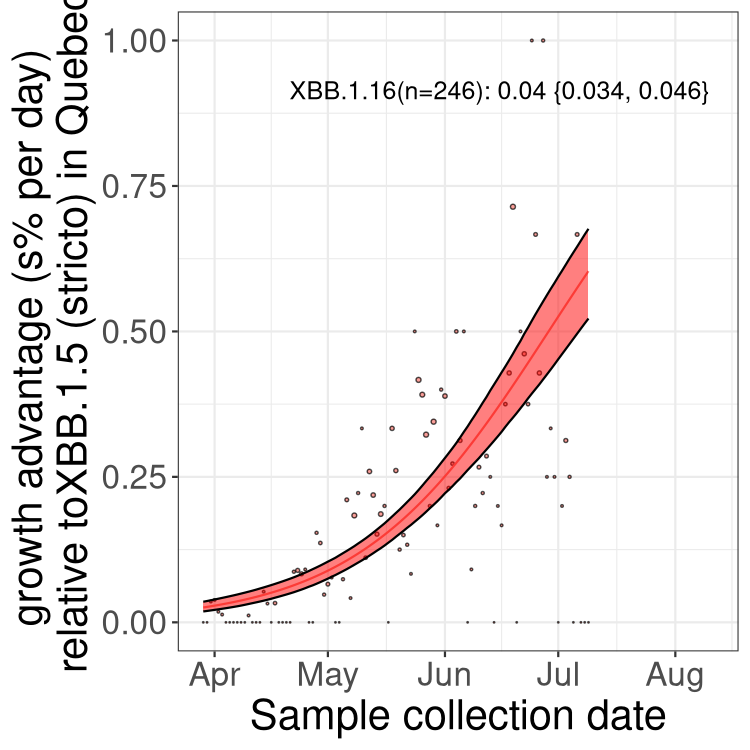 growth advantage (s% per day)
relative toXBB.1.5 (stricto) in Quebec
1.00
0.75
0.50
0.25
0.00
XBB.1.16(n=246): 0.04 {0.034, 0.046}
Apr May Jun Jul Aug
Sample collection date